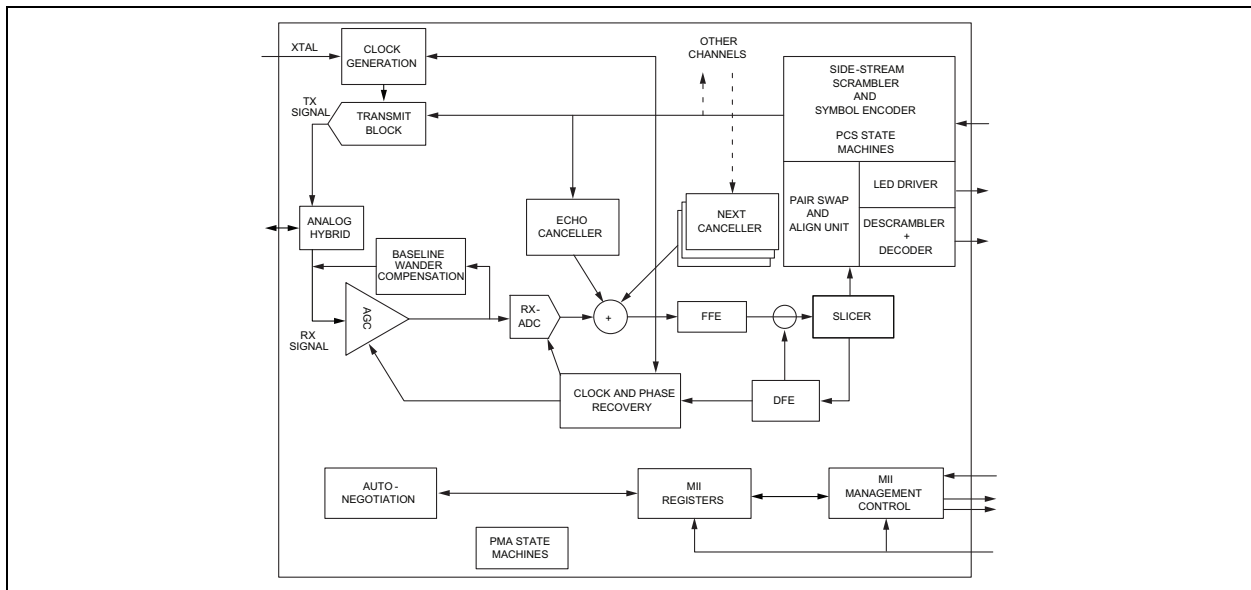 XTAL
CLOCK
GENERATION
OTHER
CHANNELS
SIDE-STREAM
SCRAMBLER
AND
SYMBOL ENCODER
PCS STATE
MACHINES
TX
SIGNAL
TRANSMIT
BLOCK
LED DRIVER
PAIR SWAP
AND
ALIGN UNIT
DESCRAMBLER
+
DECODER
ANALOG
HYBRID
ECHO
CANCELLER
NEXT
CANCELLER
BASELINE
WANDER
COMPENSATION
AGC
RX-
ADC
+
FFE
SLICER
RX
SIGNAL
CLOCK AND PHASE
RECOVERY
DFE
AUTO -
NEGOTIATION
MII
REGISTERS
MII
MANAGEMENT
CONTROL
PMA STATE
MACHINES